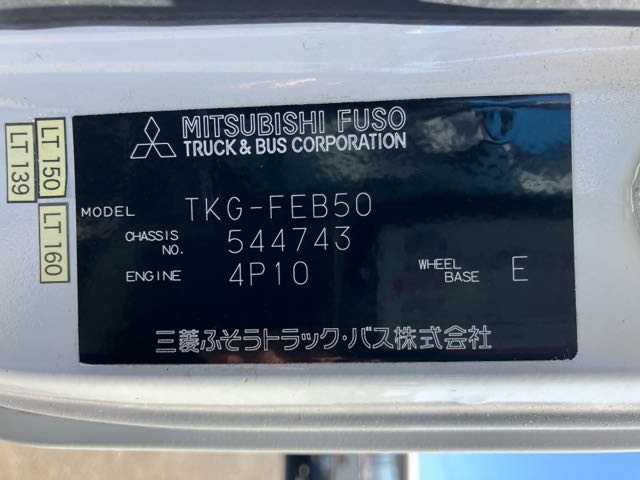 MITSUBISHI FUSO
TRUCK & BUS CORPORATION
LT 139
LT 150
LT 160
MODEL TKG-FEB50
CHASSIS NO. 544743
ENGINE 4P10 WHEEL BASE E
三菱ふそうトラック・バス株式会社